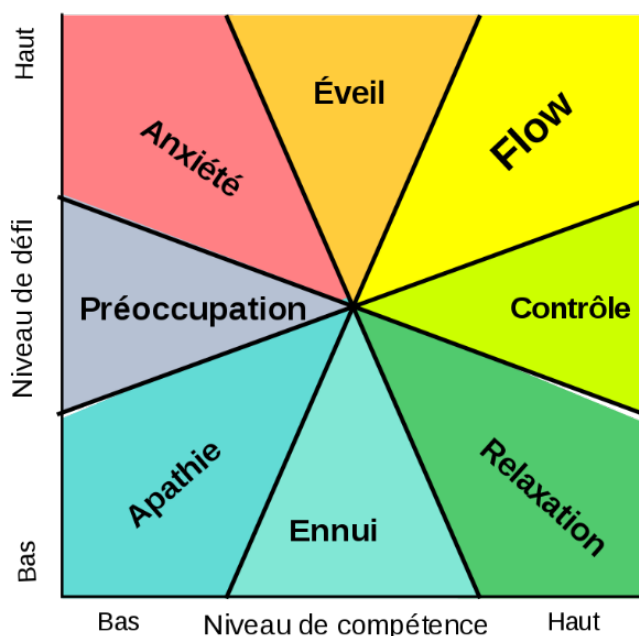 Haut
Éveil
Flow
Anxiété
Niveau de défi
Préoccupation
Contrôle
Apathie
Relaxation
Ennui
Bas
Bas
Niveau de compétence
Haut